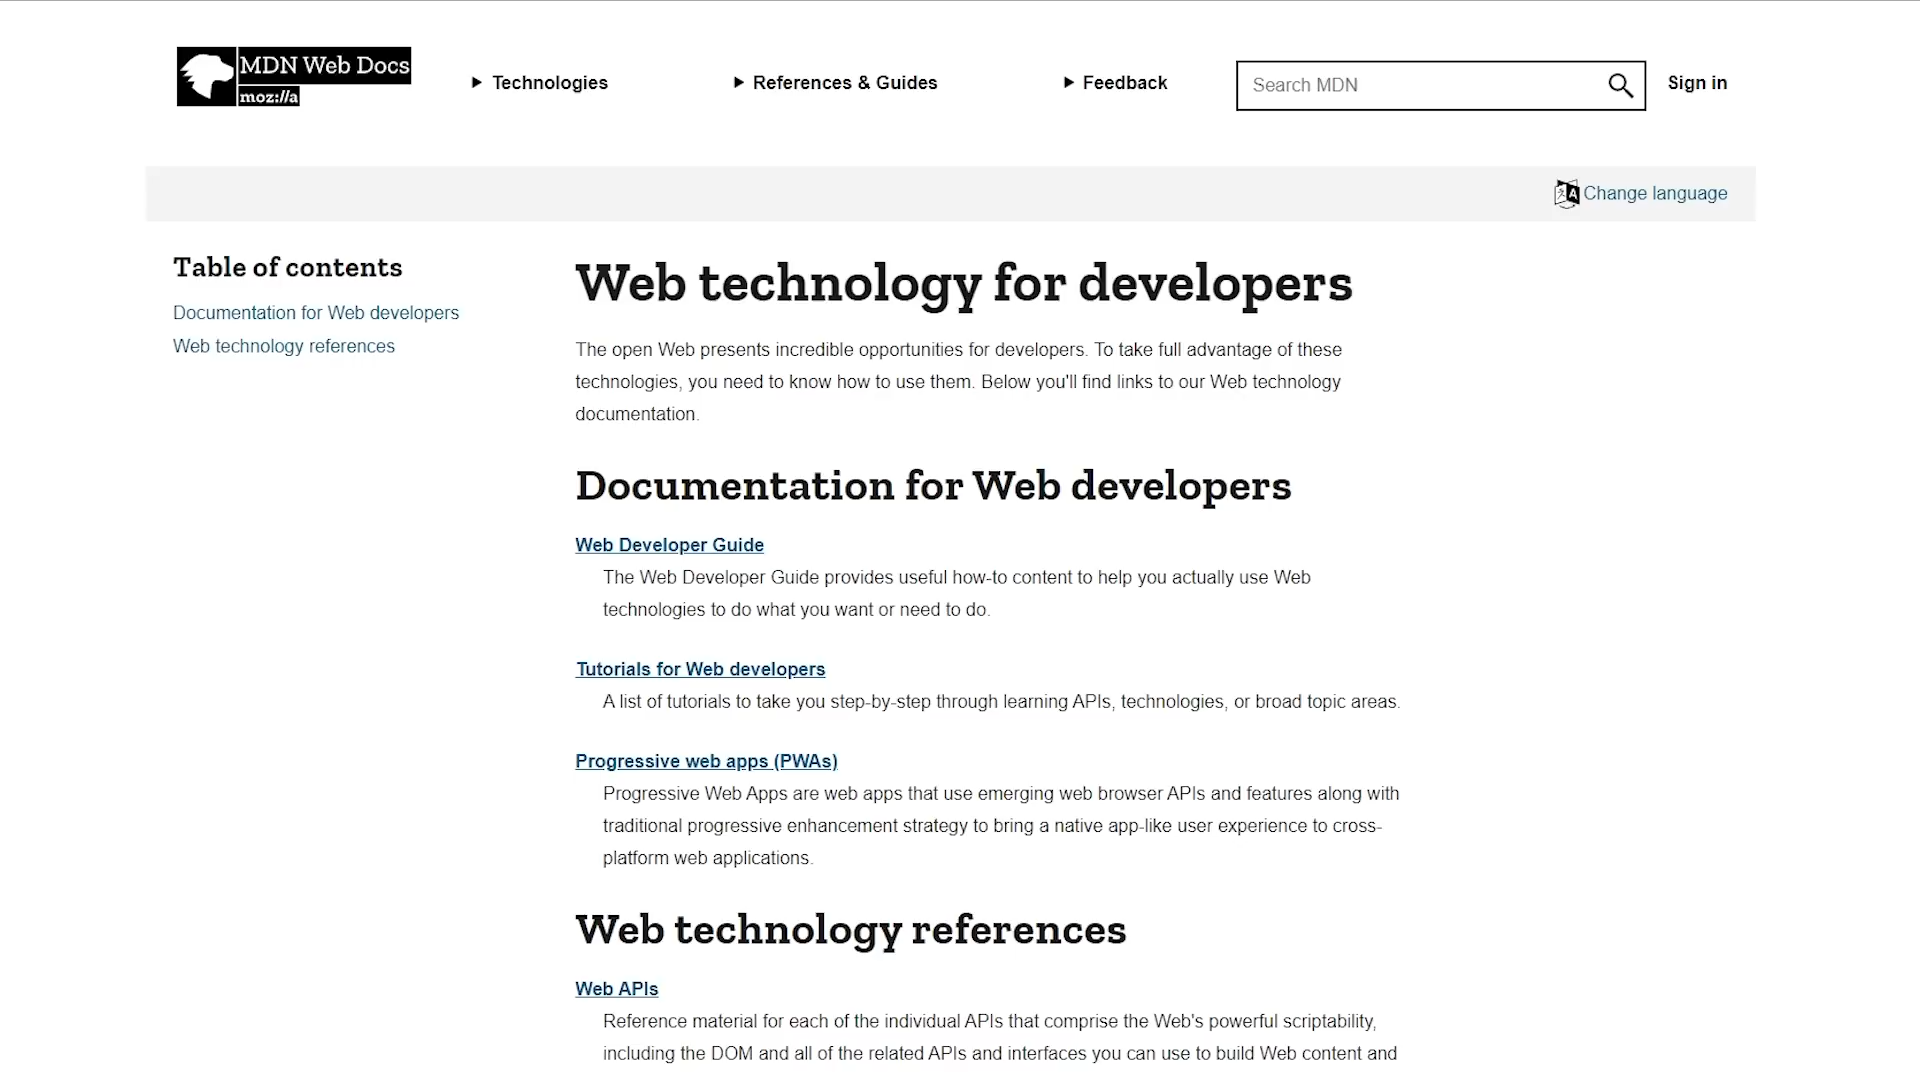 MDN Web Docs
moz://a
Technologies
References & Guides
Feedback
Search MDN
Sign in
Change language
Table of contents
Documentation for Web developers
Web technology references
Web technology for developers
The open Web presents incredible opportunities for developers. To take full advantage of these
technologies, you need to know how to use them. Below you'll find links to our Web technology
documentation.
Documentation for Web developers
Web Developer Guide
The Web Developer Guide provides useful how-to content to help you actually use Web
technologies to do what you want or need to do.
Tutorials for Web developers
A list of tutorials to take you step-by-step through learning APIs, technologies, or broad topic areas.
Progressive web apps (PWAs)
Progressive Web Apps are web apps that use emerging web browser APIs and features along with
traditional progressive enhancement strategy to bring a native app-like user experience to cross-
platform web applications.
Web technology references
Web APIs
Reference material for each of the individual APIs that comprise the Web's powerful scriptability,
including the DOM and all of the related APIs and interfaces you can use to build Web content and